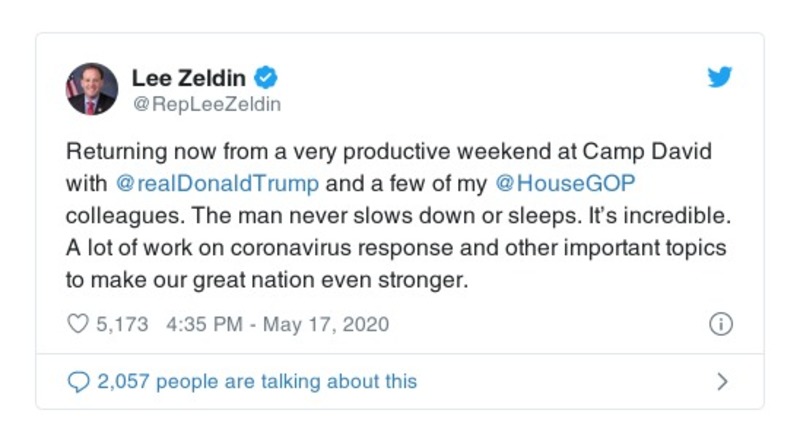 Lee Zeldin
@RepLeeZeldin
Returning now from a very productive weekend at Camp David
with @realDonaldTrump and a few of my @HouseGOP
colleagues. The man never slows down or sleeps. It’s incredible.
A lot of work on coronavirus response and other important topics
to make our great nation even stronger.
5,173 4:35 PM - May 17, 2020
2,057 people are talking about this